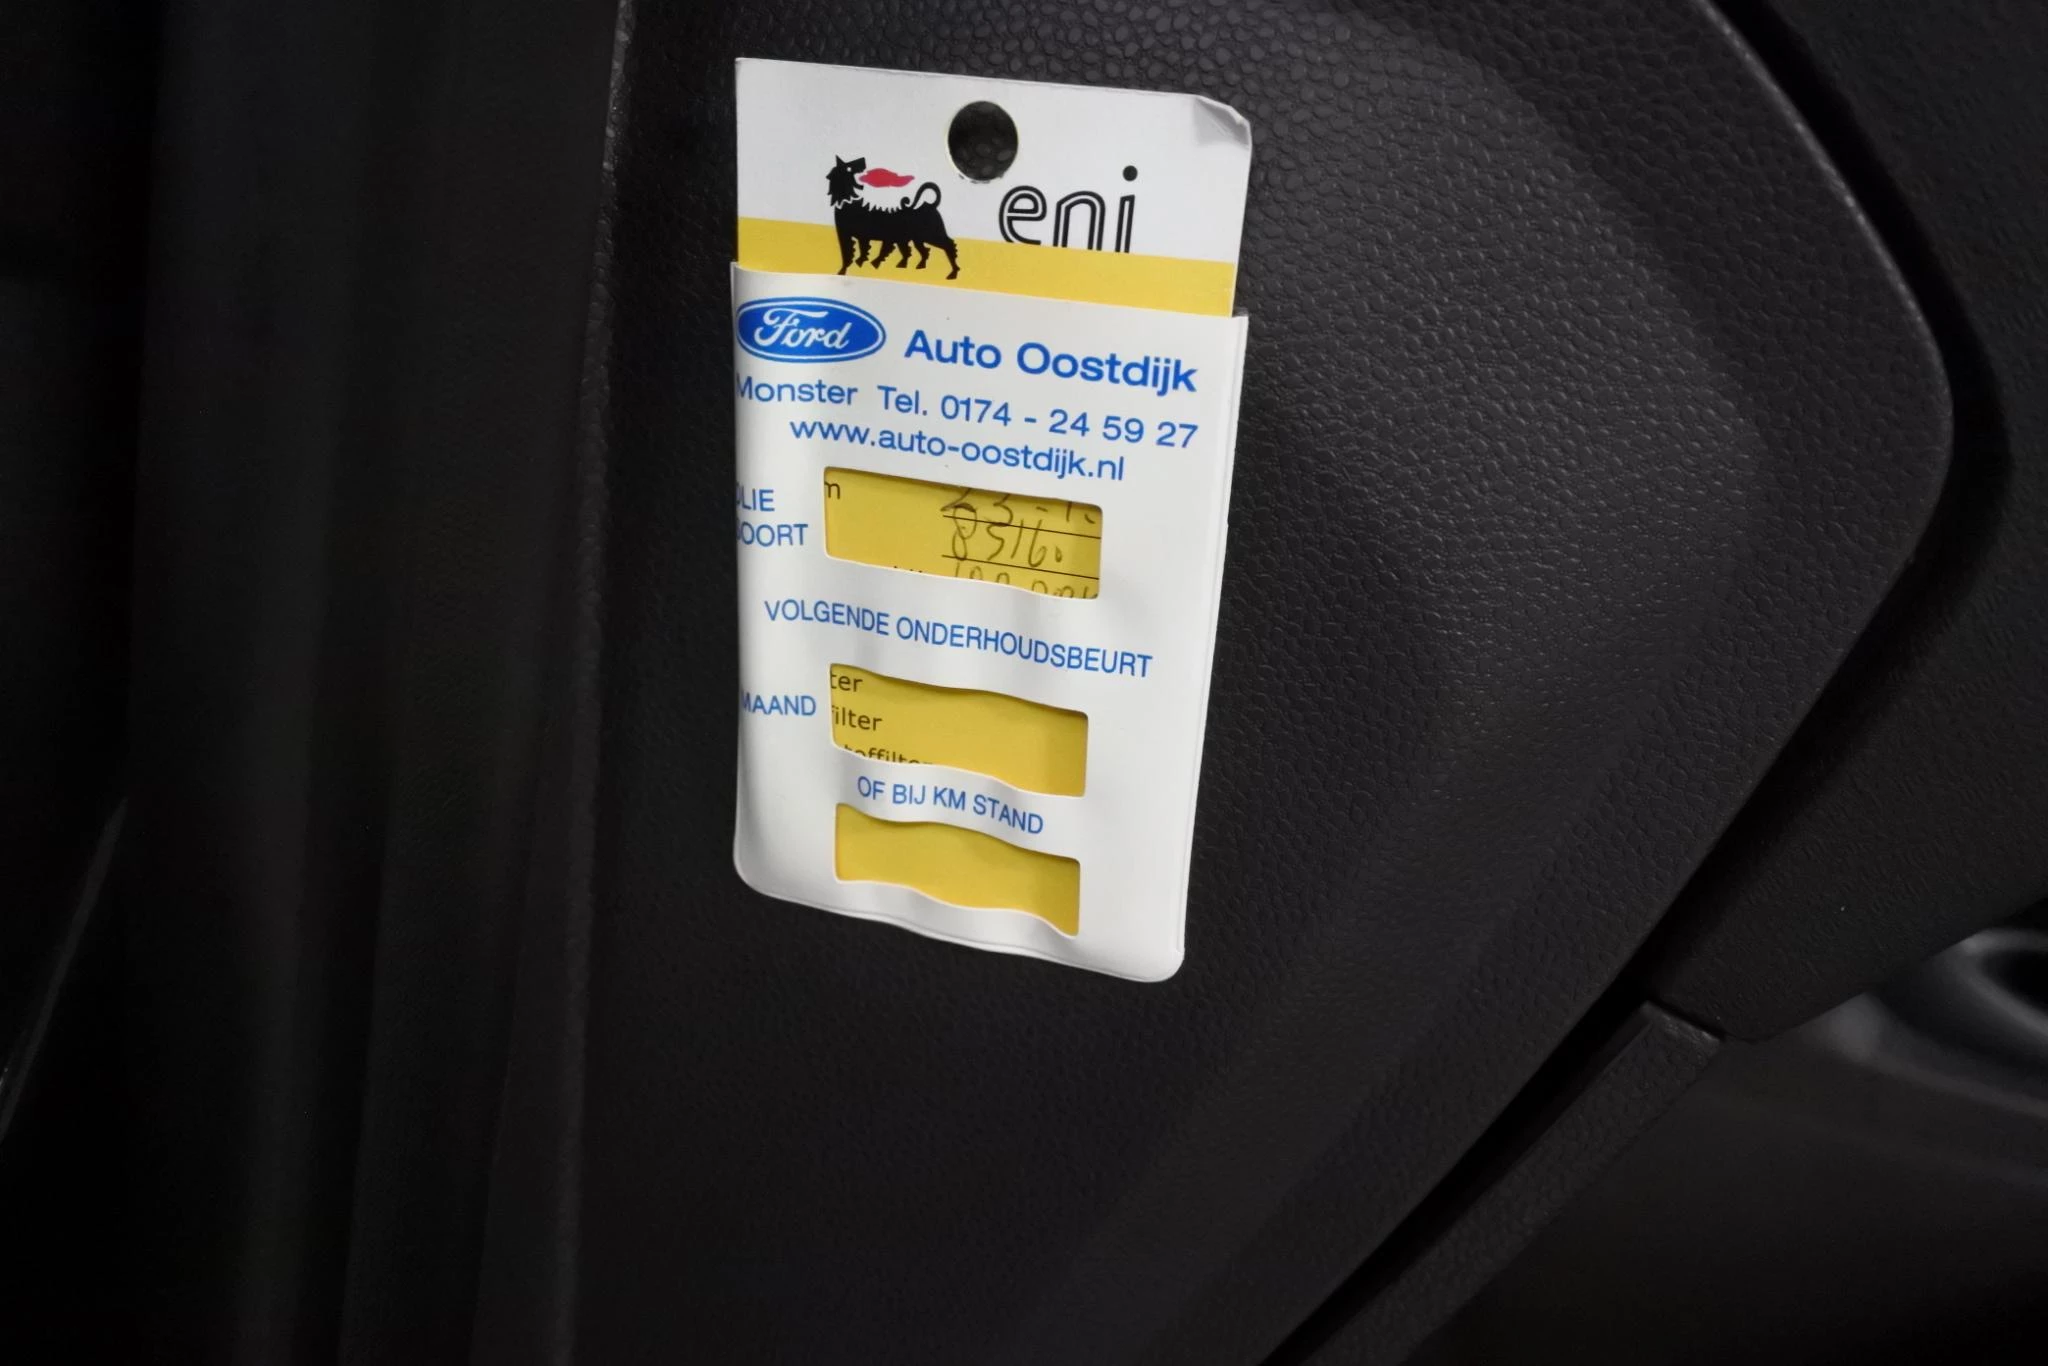 eni
Ford Auto Oostdijk
Monster Tel. 0174 - 24 59 27
www.auto-oostdijk.nl
OLIE
SOORT
VOLGENDE ONDERHOUDSBEURT
MAAND
ter
filter
OF BIJ KM STAND